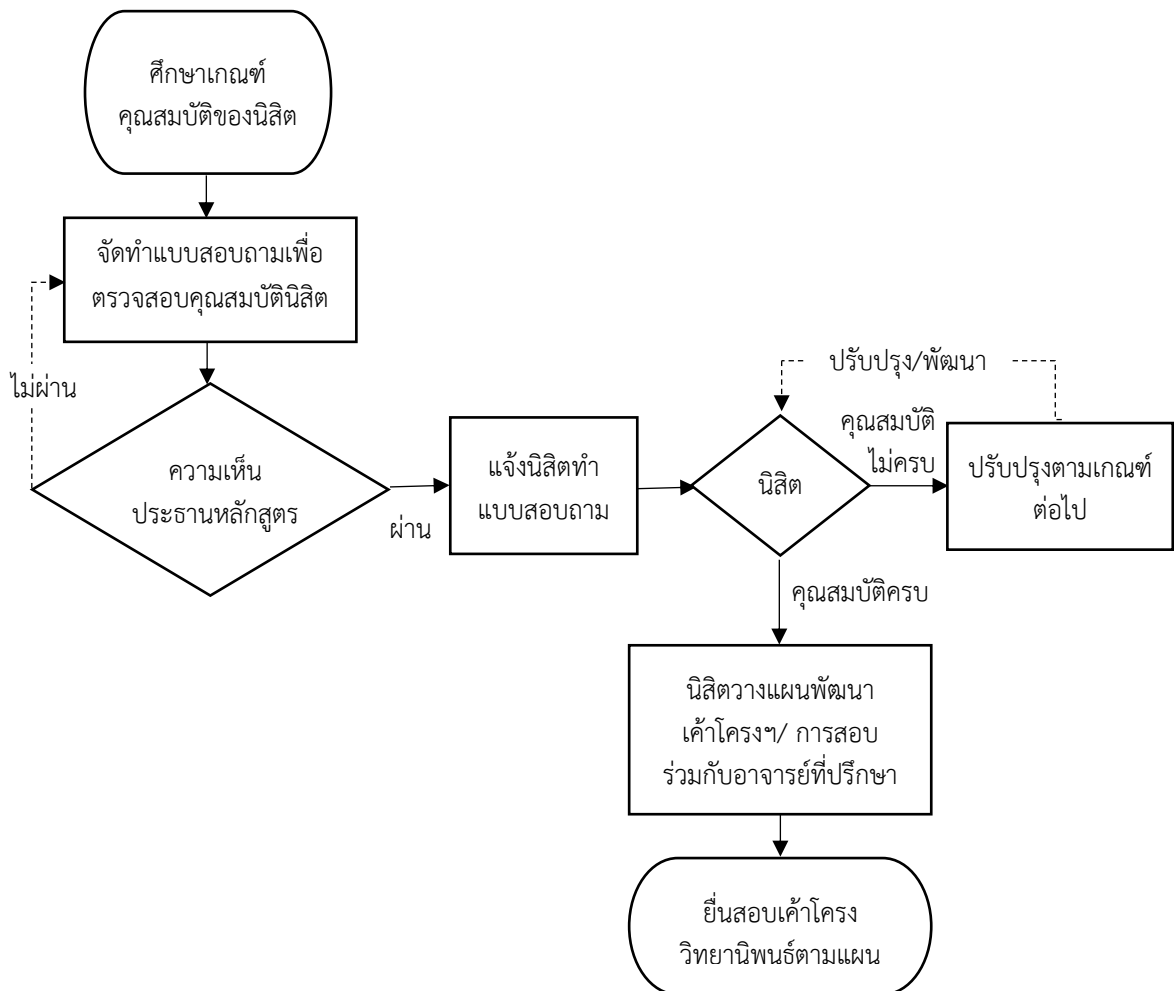 ศึกษาเกณฑ์
คุณสมบัติของนิสิต
จัดทำแบบสอบถามเพื่อ
ตรวจสอบคุณสมบัตินิสิต
ไม่ผ่าน
ความเห็น
ประธานหลักสูตร
ผ่าน
แจ้งนิสิตทำ
แบบสอบถาม
ปรับปรุง/พัฒนา
นิสิต
คุณสมบัติ
ไม่ครบ
ปรับปรุงตามเกณฑ์
ต่อไป
คุณสมบัติครบ
นิสิตวางแผนพัฒนา
เค้าโครงฯ/ การสอบ
ร่วมกับอาจารย์ที่ปรึกษา
ยื่นสอบเค้าโครง
วิทยานิพนธ์ตามแผน